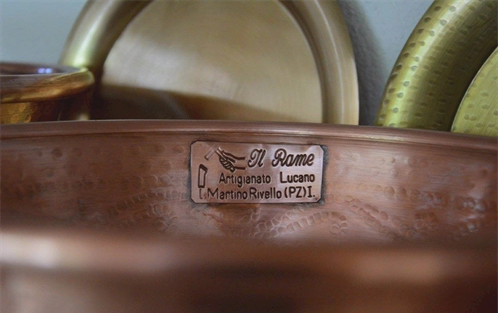 Il Rame
Artigianato Lucano
Martino Rivello (PZ) I.